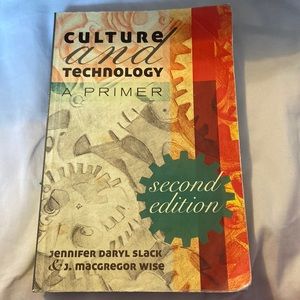 CULTURE
and
TECHNOLOGY
A PRIMER
second
edition
Jennifer Daryl Slack
& J. Macgregor Wise